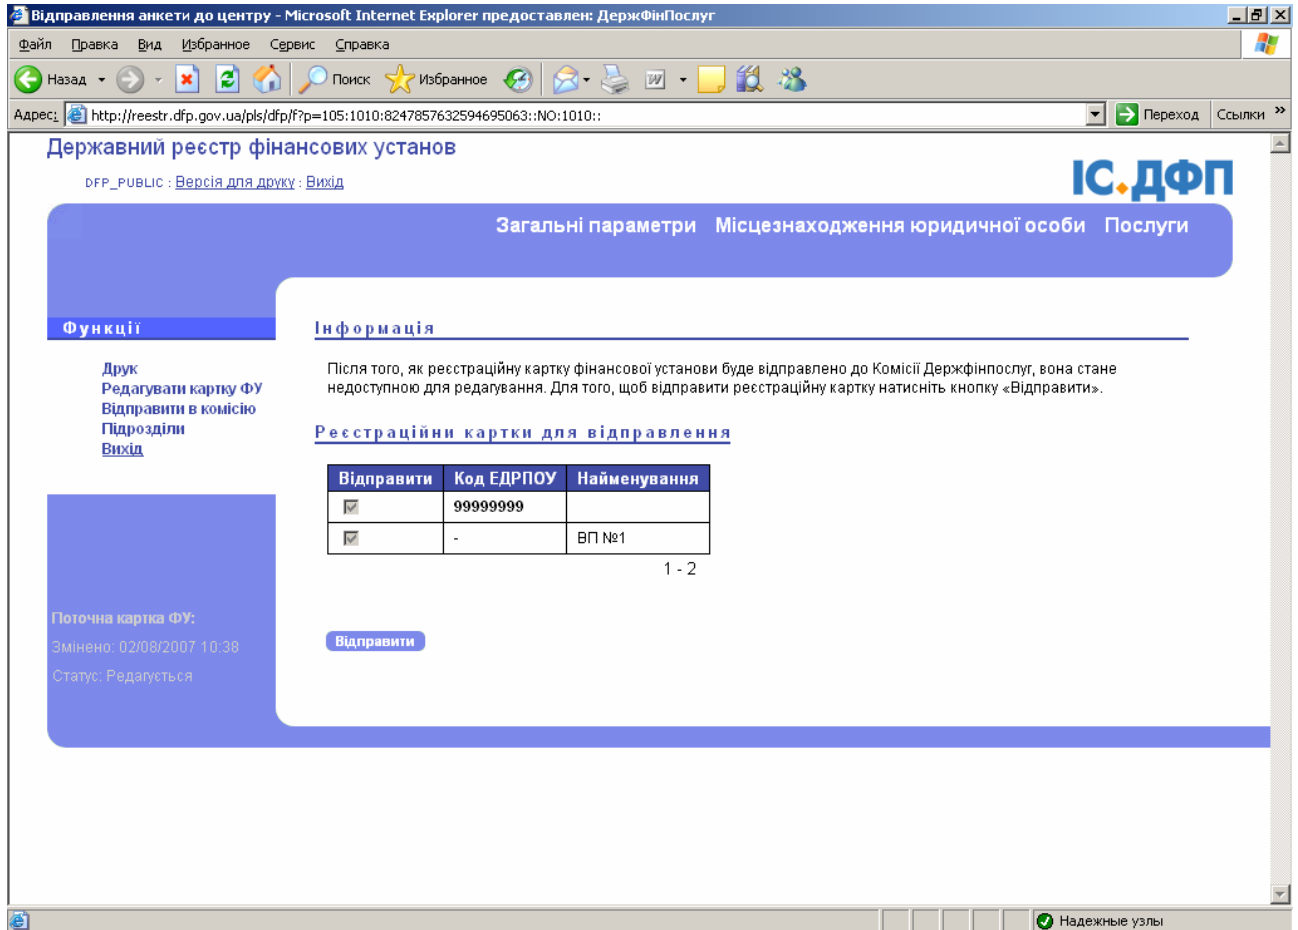 Відправлення анкети до центру - Microsoft Internet Explorer предоставлен: ДержФінПослуг
Файл Правка Вид Избранное Сервис Справка
Назад Поиск Избранное
Адрес: http://reestr.dfp.gov.ua/pls/dfp/f?p=105:1010:8247857632594695063::NO:1010:: Переход Ссылки »
Державний реєстр фінансових установ
DFP_PUBLIC : Версія для друку : Вихід
ІС.ДФП
Загальні параметри Місцезнаходження юридичної особи Послуги
Функції
Друк
Редагувати картку ФУ
Відправити в комісію
Підрозділи
Вихід
Інформація
Після того, як реєстраційну картку фінансової установи буде відправлено до Комісії Держфінпослуг, вона стане
недоступною для редагування. Для того, щоб відправити реєстраційну картку натисніть кнопку «Відправити».
Реєстраційни картки для відправлення
Відправити Код ЕДРПОУ Найменування
99999999
- ВП №1
1 - 2
Відправити
Поточна картка ФУ:
Змінено: 02/08/2007 10:38
Статус: Редагується
Надежные узлы